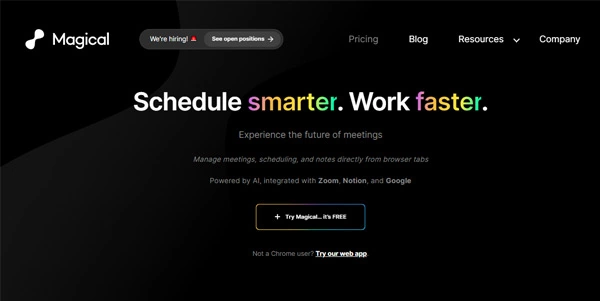 Magical
We're hiring! 🚨 See open positions →
Pricing Blog Resources Company
Schedule smarter. Work faster.
Experience the future of meetings
Manage meetings, scheduling, and notes directly from browser tabs
Powered by AI, integrated with Zoom, Notion, and Google
+ Try Magical... it's FREE
Not a Chrome user? Try our web app.